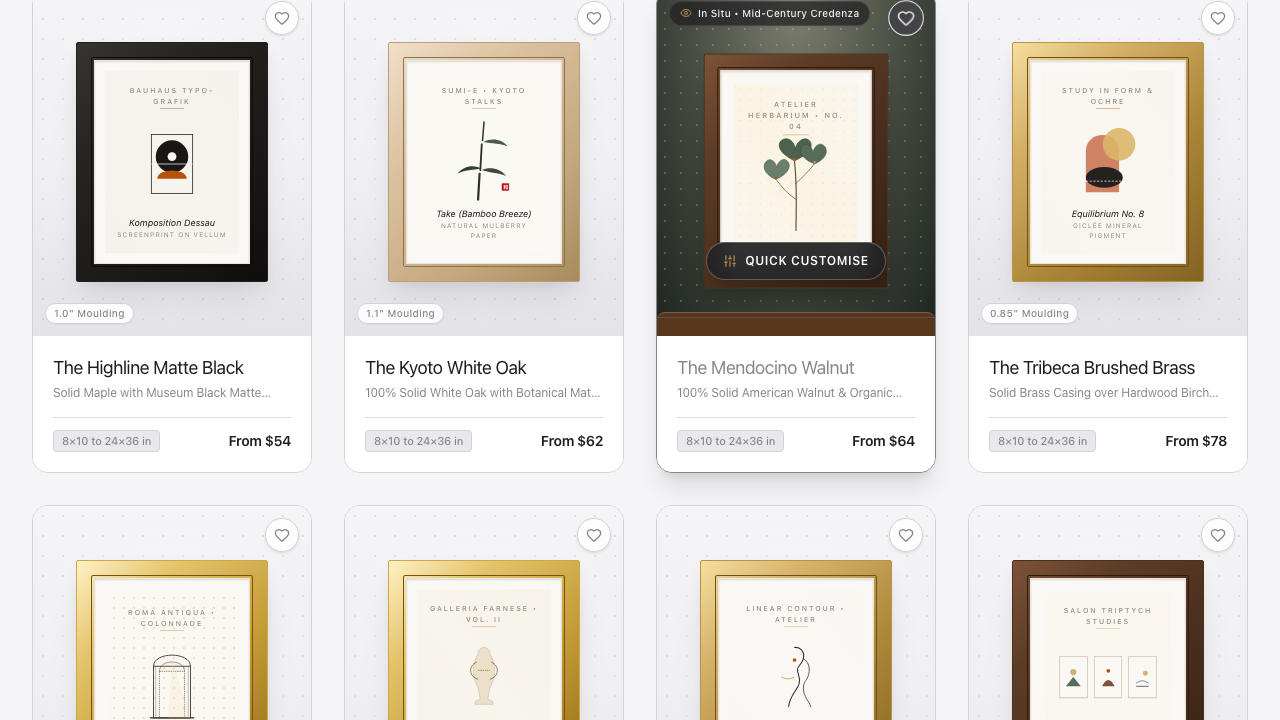 In Situ • Mid-Century Credenza
BAUHAUS TYPO-
GRAFIK
Komposition Dessau
SCREENPRINT ON VELLUM
1.0" Moulding
The Highline Matte Black
Solid Maple with Museum Black Matte...
8×10 to 24×36 in
From $54
SUMI-E • KYOTO
STALKS
Take (Bamboo Breeze)
NATURAL MULBERRY
PAPER
1.1" Moulding
The Kyoto White Oak
100% Solid White Oak with Botanical Mat...
8×10 to 24×36 in
From $62
ATELIER
HERBARIUM • NO.
04
QUICK CUSTOMISE
The Mendocino Walnut
100% Solid American Walnut & Organic...
8×10 to 24×36 in
From $64
STUDY IN FORM &
OCHRE
Equilibrium No. 8
GICLÉE MINERAL
PIGMENT
0.85" Moulding
The Tribeca Brushed Brass
Solid Brass Casing over Hardwood Birch...
8×10 to 24×36 in
From $78
ROMA ANTIQUA •
COLONNADE
GALLERIA FARNESE •
VOL. II
LINEAR CONTOUR •
ATELIER
SALON TRIPTYCH
STUDIES